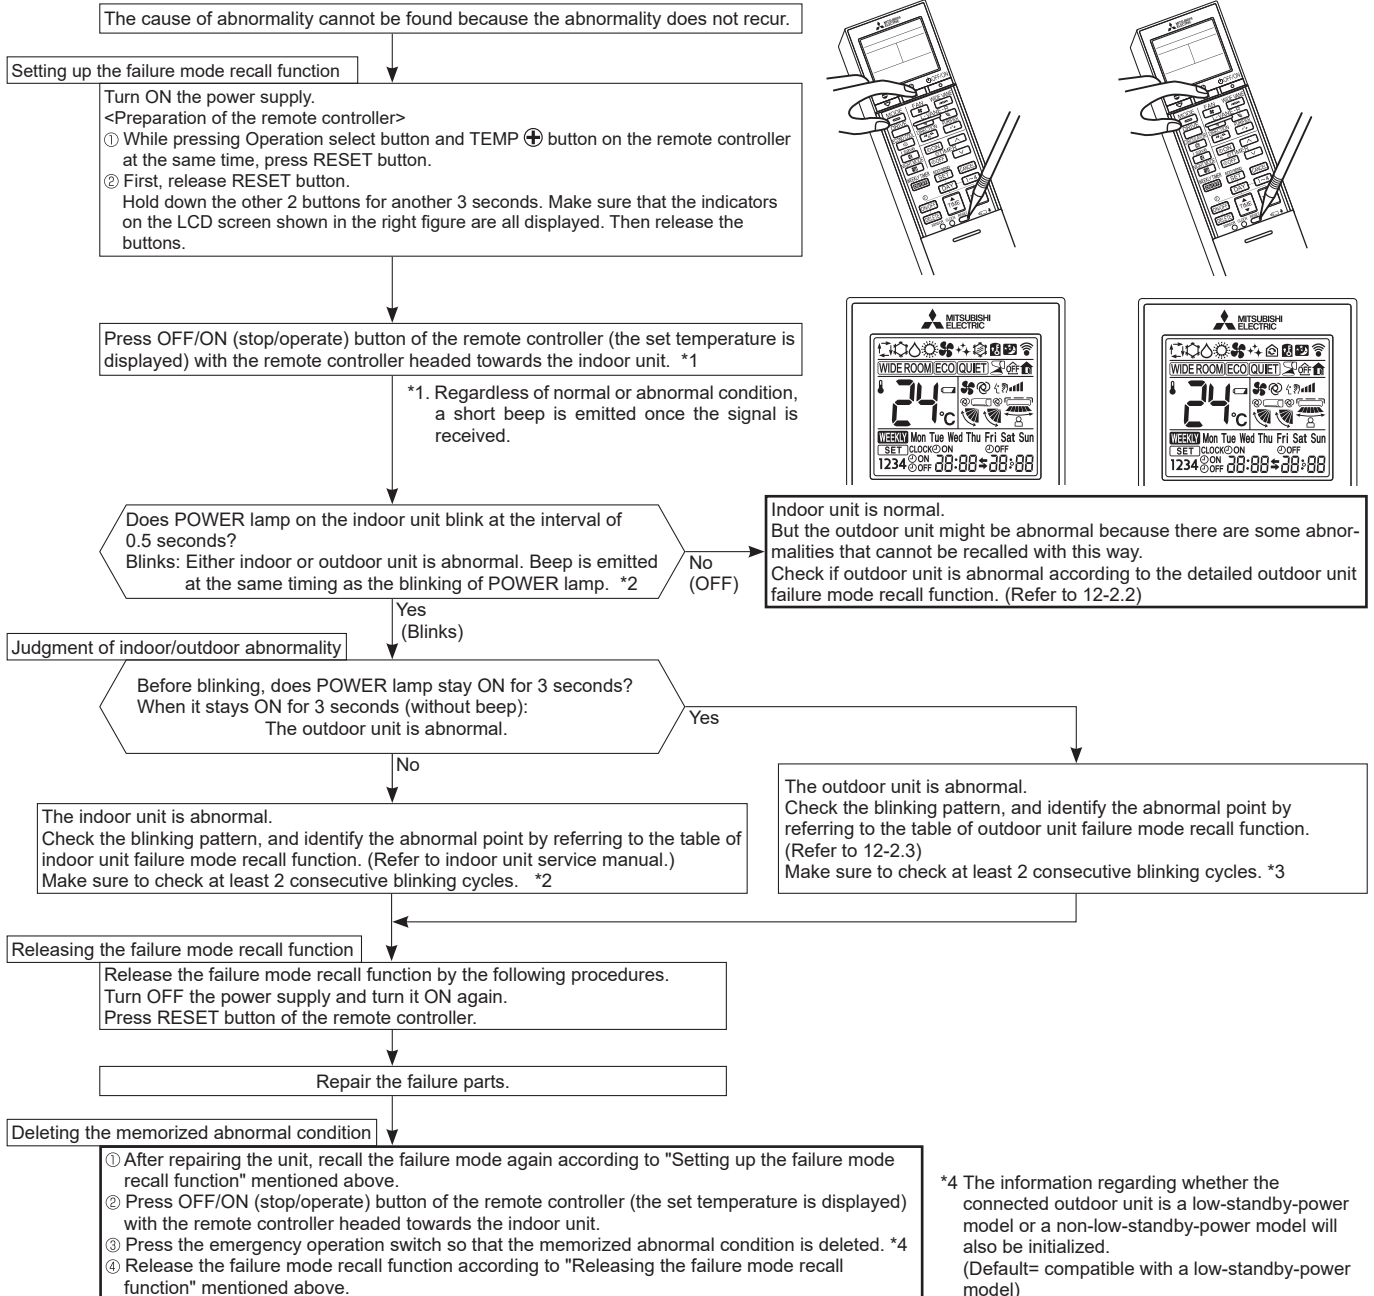 The cause of abnormality cannot be found because the abnormality does not recur.
Setting up the failure mode recall function
Turn ON the power supply.
<Preparation of the remote controller>
① While pressing Operation select button and TEMP ⊕ button on the remote controller
at the same time, press RESET button.
② First, release RESET button.
Hold down the other 2 buttons for another 3 seconds. Make sure that the indicators
on the LCD screen shown in the right figure are all displayed. Then release the
buttons.
Press OFF/ON (stop/operate) button of the remote controller (the set temperature is
displayed) with the remote controller headed towards the indoor unit. *1
*1. Regardless of normal or abnormal condition,
a short beep is emitted once the signal is
received.
MITSUBISHI
ELECTRIC
WIDE ROOM ECO QUIET OFF
24°C
WEEKLY Mon Tue Wed Thu Fri Sat Sun
SET CLOCK ON OFF
1234 ON OFF 38:88 38:88
MITSUBISHI
ELECTRIC
WIDE ROOM ECO QUIET OFF
24°C
WEEKLY Mon Tue Wed Thu Fri Sat Sun
SET CLOCK ON OFF
1234 ON OFF 38:88 38:88
Does POWER lamp on the indoor unit blink at the interval of
0.5 seconds?
Blinks: Either indoor or outdoor unit is abnormal. Beep is emitted
at the same timing as the blinking of POWER lamp. *2
No
(OFF)
Indoor unit is normal.
But the outdoor unit might be abnormal because there are some abnor-
malities that cannot be recalled with this way.
Check if outdoor unit is abnormal according to the detailed outdoor unit
failure mode recall function. (Refer to 12-2.2)
Yes
(Blinks)
Judgment of indoor/outdoor abnormality
Before blinking, does POWER lamp stay ON for 3 seconds?
When it stays ON for 3 seconds (without beep):
The outdoor unit is abnormal.
Yes
No
The indoor unit is abnormal.
Check the blinking pattern, and identify the abnormal point by referring to the table of
indoor unit failure mode recall function. (Refer to indoor unit service manual.)
Make sure to check at least 2 consecutive blinking cycles. *2
The outdoor unit is abnormal.
Check the blinking pattern, and identify the abnormal point by
referring to the table of outdoor unit failure mode recall function.
(Refer to 12-2.3)
Make sure to check at least 2 consecutive blinking cycles. *3
Releasing the failure mode recall function
Release the failure mode recall function by the following procedures.
Turn OFF the power supply and turn it ON again.
Press RESET button of the remote controller.
Repair the failure parts.
Deleting the memorized abnormal condition
① After repairing the unit, recall the failure mode again according to "Setting up the failure mode
recall function" mentioned above.
② Press OFF/ON (stop/operate) button of the remote controller (the set temperature is displayed)
with the remote controller headed towards the indoor unit.
③ Press the emergency operation switch so that the memorized abnormal condition is deleted. *4
④ Release the failure mode recall function according to "Releasing the failure mode recall
function" mentioned above.
*4 The information regarding whether the
connected outdoor unit is a low-standby-power
model or a non-low-standby-power model will
also be initialized.
(Default= compatible with a low-standby-power
model)